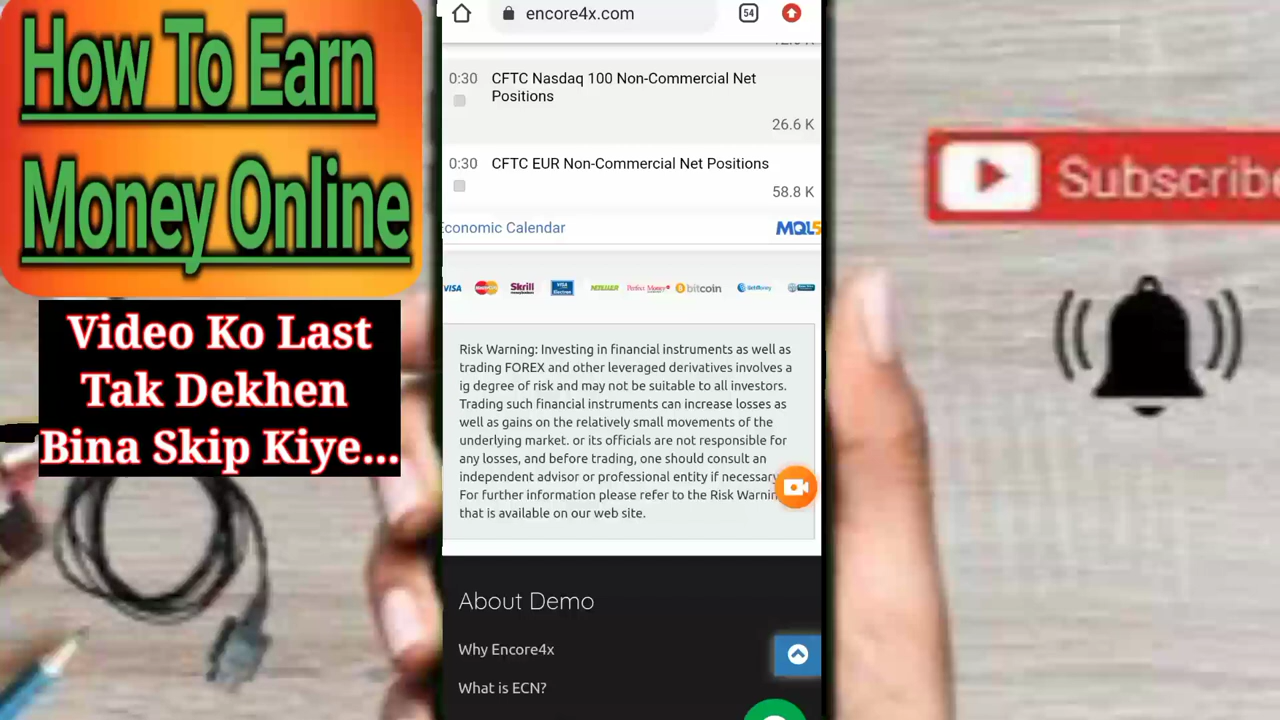 How To Earn
Money Online
Video Ko Last
Tak Dekhen
Bina Skip Kiye...
encore4x.com
54
0:30 CFTC Nasdaq 100 Non-Commercial Net
Positions
26.6 K
0:30 CFTC EUR Non-Commercial Net Positions
58.8 K
Economic Calendar
MQL5
VISA
Skrill
NETELLER
Perfect Money
bitcoin
Risk Warning: Investing in financial instruments as well as
trading FOREX and other leveraged derivatives involves a
ig degree of risk and may not be suitable to all investors.
Trading such financial instruments can increase losses as
well as gains on the relatively small movements of the
underlying market. or its officials are not responsible for
any losses, and before trading, one should consult an
independent advisor or professional entity if necessary.
For further information please refer to the Risk Warnin
that is available on our web site.
About Demo
Why Encore4x
What is ECN?
Subscribe